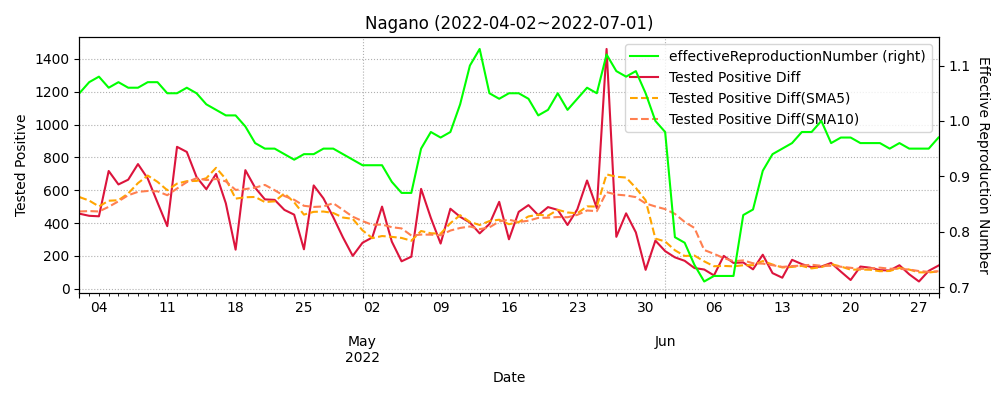 Nagano (2022-04-02~2022-07-01)
effectiveReproductionNumber (right)
Tested Positive Diff
Tested Positive Diff(SMA5)
Tested Positive Diff(SMA10)
Tested Positive
1400
1200
1000
800
600
400
200
0
1.1
1.0
0.9
0.8
0.7
Effective Reproduction Number
04 11 18 25 02 09 16 23 30 06 13 20 27
May Jun
2022
Date